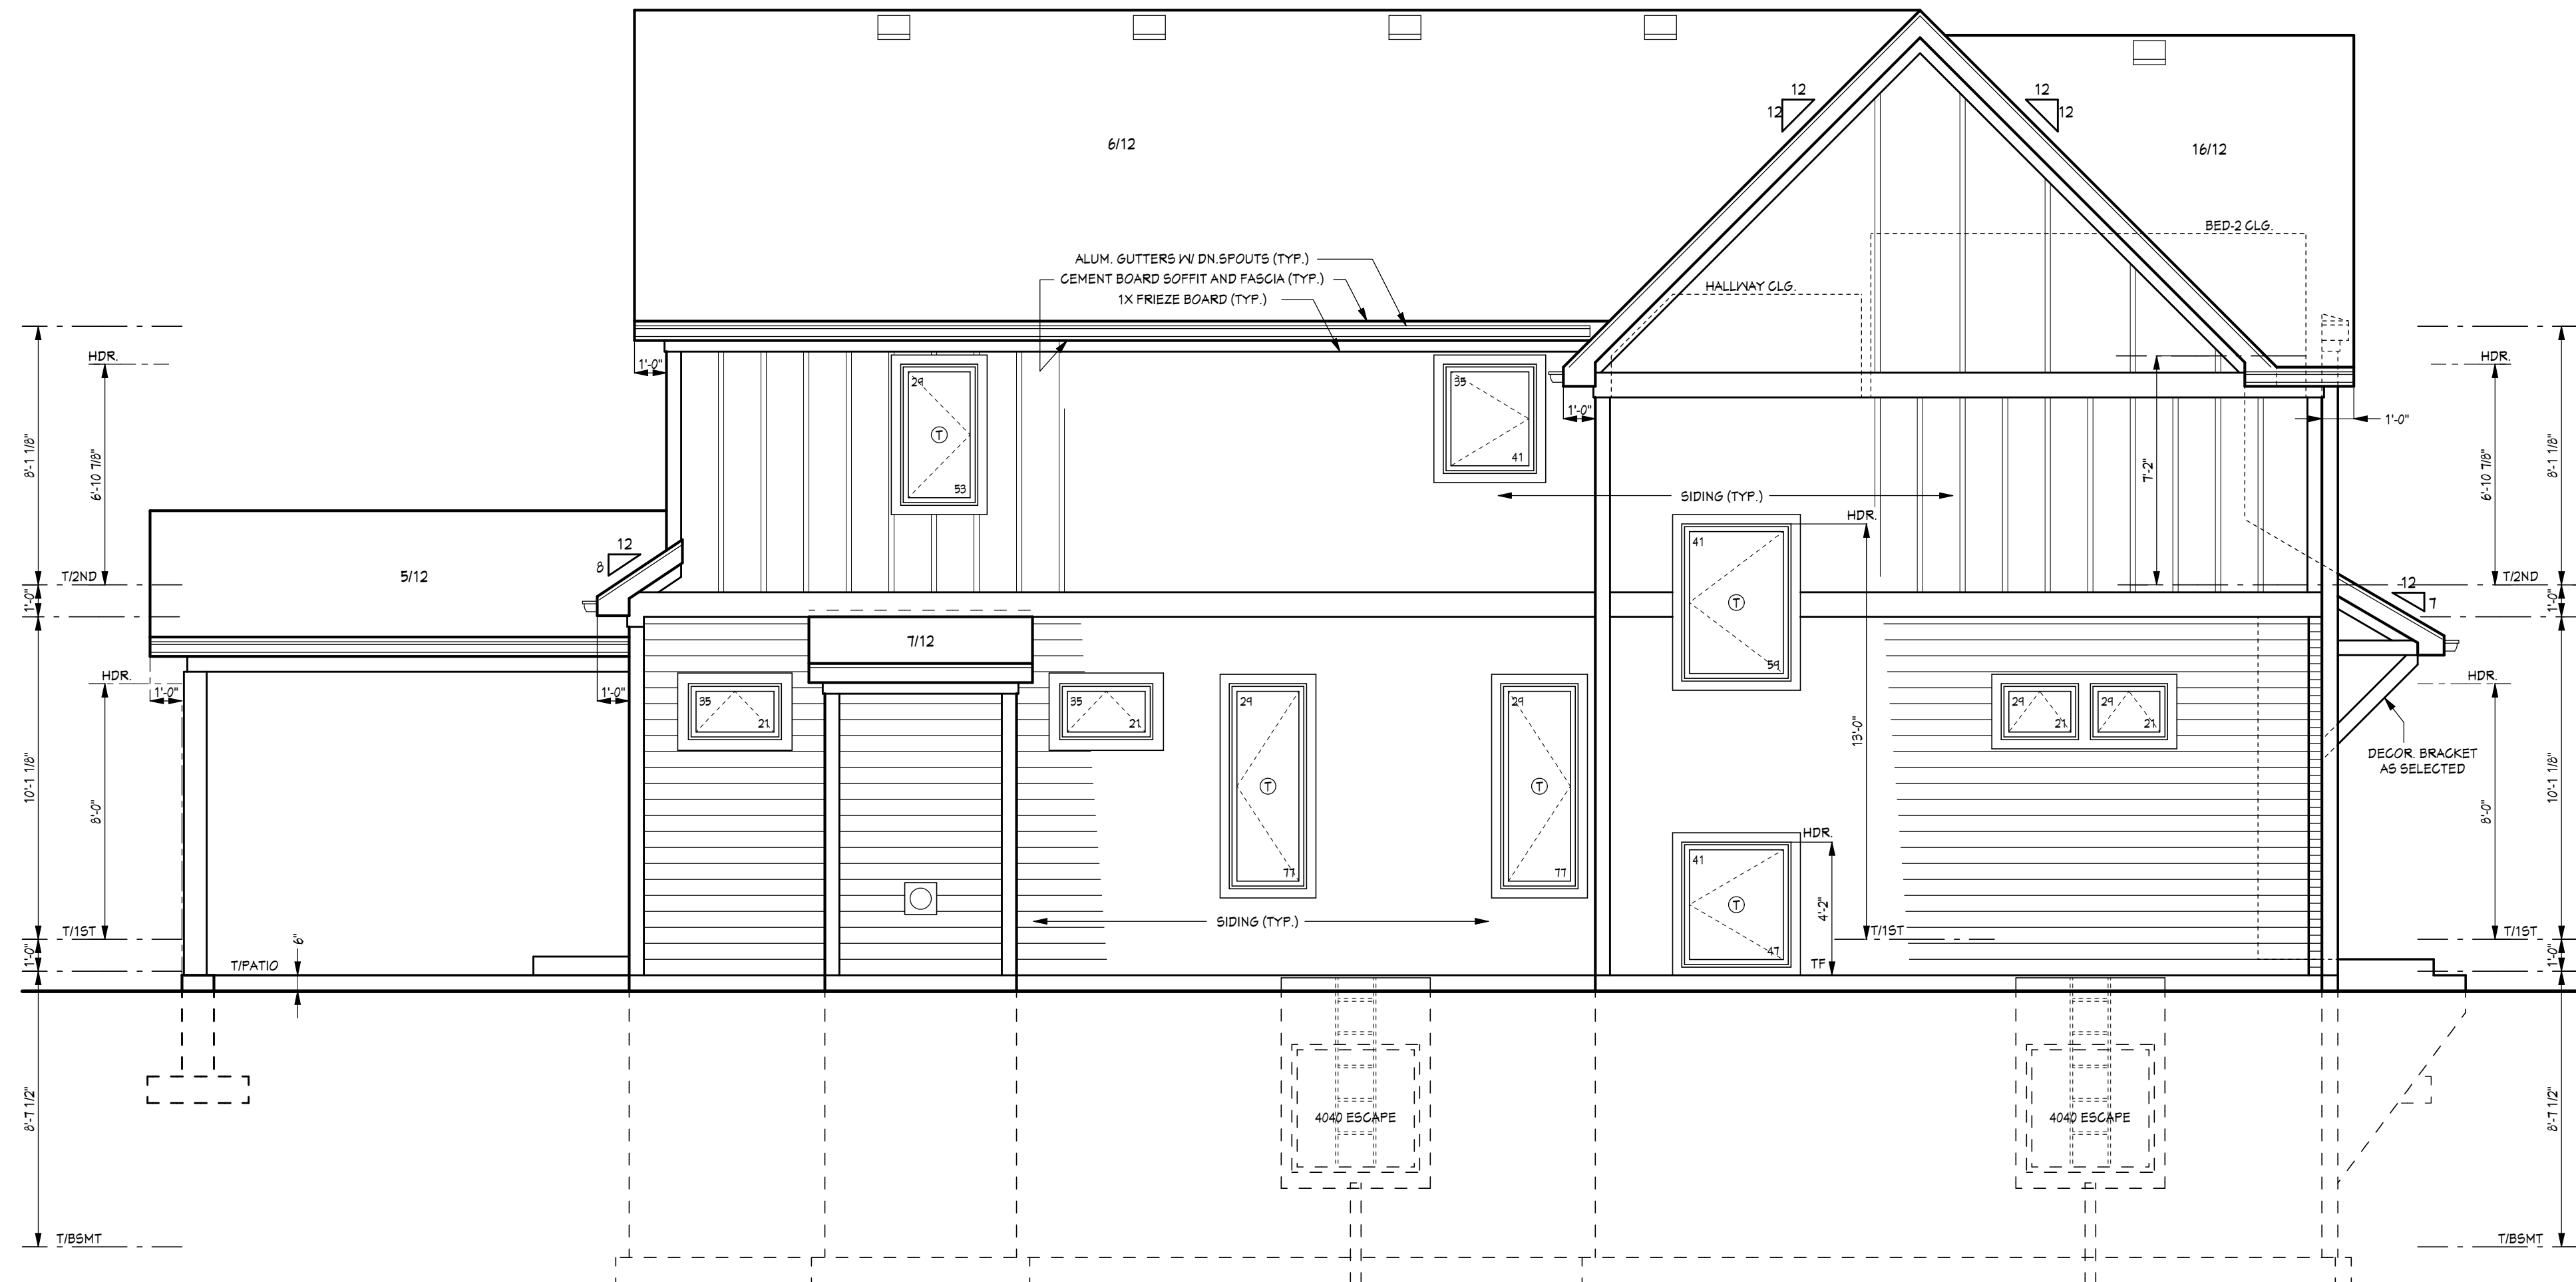 12
12
12
12
6/12
16/12
BED-2 CLG.
ALUM. GUTTERS W/ DN.SPOUTS (TYP.)
CEMENT BOARD SOFFIT AND FASCIA (TYP.)
1X FRIEZE BOARD (TYP.)
HALLWAY CLG.
HDR.
HDR.
1'-0"
29
53
T
35
41
1'-0"
1'-0"
8'-1 1/8"
6'-10 7/8"
7'-2"
6'-10 7/8"
8'-1 1/8"
SIDING (TYP.)
HDR.
12
8
5/12
T/2ND
T/2ND
1'-0"
1'-0"
12
7
41
T
59
7/12
HDR.
HDR.
1'-0"
1'-0"
35
21
35
21
29
T
77
29
T
77
29
21
29
21
13'-0"
DECOR. BRACKET
AS SELECTED
10'-1 1/8"
8'-0"
8'-0"
10'-1 1/8"
HDR.
41
T
47
4'-2"
SIDING (TYP.)
T/1ST
T/1ST
T/1ST
1'-0"
1'-0"
T/PATIO
6"
TF
8'-7 1/2"
4040 ESCAPE
4040 ESCAPE
8'-7 1/2"
T/BSMT
T/BSMT